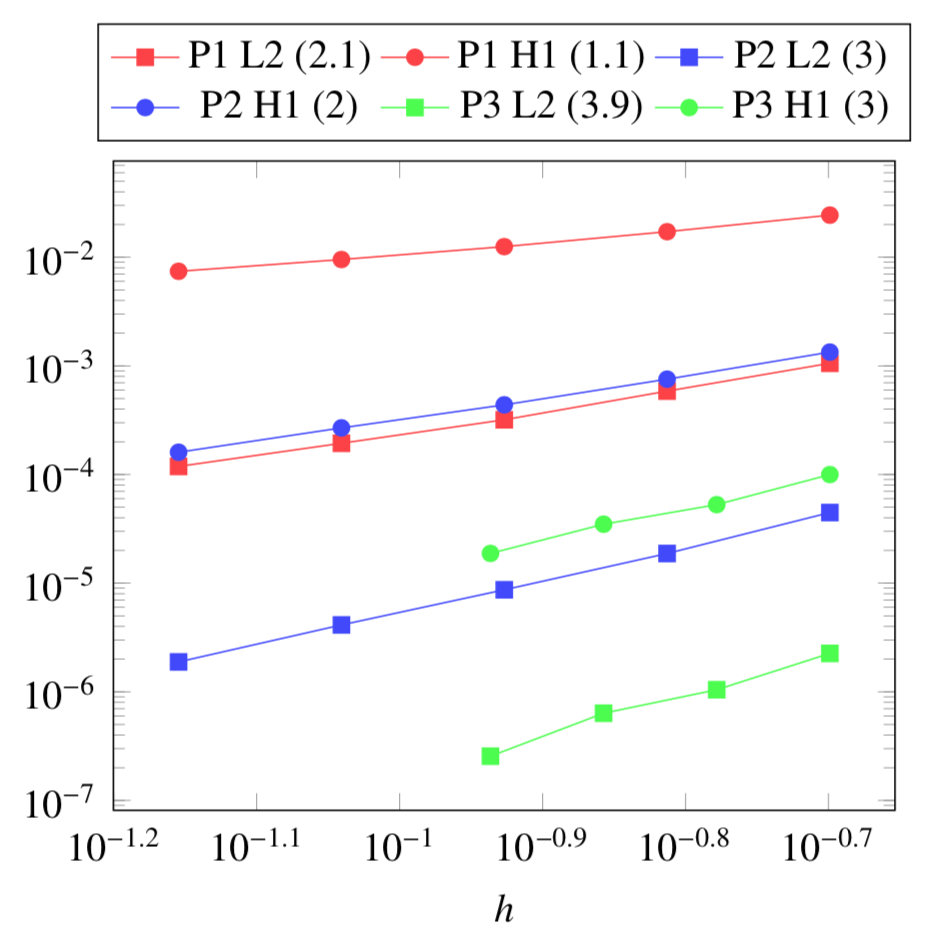 P1 L2 (2.1) P1 H1 (1.1) P2 L2 (3)
P2 H1 (2) P3 L2 (3.9) P3 H1 (3)
10⁻²
10⁻³
10⁻⁴
10⁻⁵
10⁻⁶
10⁻⁷
10⁻¹·² 10⁻¹·¹ 10⁻¹ 10⁻⁰·⁹ 10⁻⁰·⁸ 10⁻⁰·⁷
h